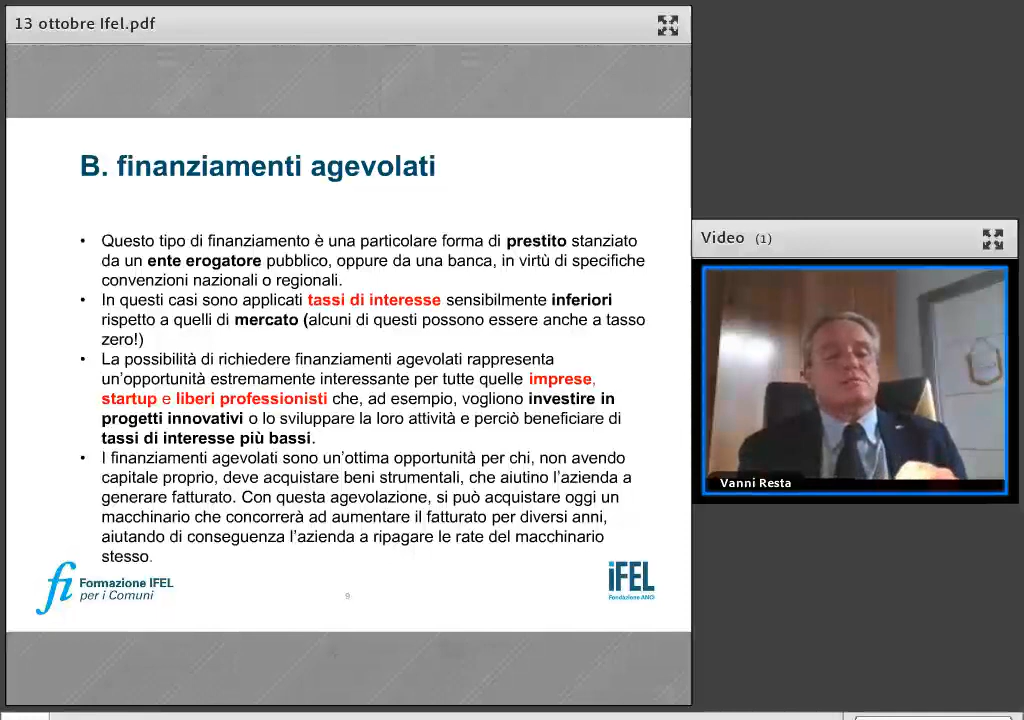 13 ottobre Ifel.pdf
B. finanziamenti agevolati
• Questo tipo di finanziamento è una particolare forma di prestito stanziato
da un ente erogatore pubblico, oppure da una banca, in virtù di specifiche
convenzioni nazionali o regionali.
• In questi casi sono applicati tassi di interesse sensibilmente inferiori
rispetto a quelli di mercato (alcuni di questi possono essere anche a tasso
zero!)
• La possibilità di richiedere finanziamenti agevolati rappresenta
un’opportunità estremamente interessante per tutte quelle imprese,
startup e liberi professionisti che, ad esempio, vogliono investire in
progetti innovativi o lo sviluppare la loro attività e perciò beneficiare di
tassi di interesse più bassi.
• I finanziamenti agevolati sono un’ottima opportunità per chi, non avendo
capitale proprio, deve acquistare beni strumentali, che aiutino l’azienda a
generare fatturato. Con questa agevolazione, si può acquistare oggi un
macchinario che concorrerà ad aumentare il fatturato per diversi anni,
aiutando di conseguenza l’azienda a ripagare le rate del macchinario
stesso.
fi Formazione IFEL
per i Comuni
9
iFEL
Fondazione ANCI
Video (1)
Vanni Resta